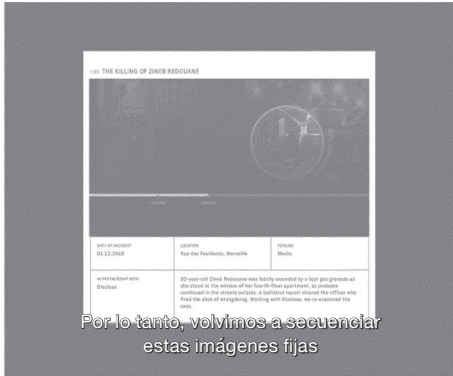 THE KILLING OF ZINEB REDOUANE
DATE OF INCIDENT
LOCATION
FORUMS
01.12.2018
Rue des Feuillants, Marseille
Media
IN PARTNERSHIP WITH
80-year-old Zineb Redouane was fatally wounded by a tear gas grenade as
Disclose
she stood at the window of her fourth-floor apartment, as protests
continued in the streets outside. A ballistics report cleared the officer who
fired the shot of wrongdoing. Working with Disclose, we re-examined the
case.
Por lo tanto, volvimos a secuenciar
estas imágenes fijas